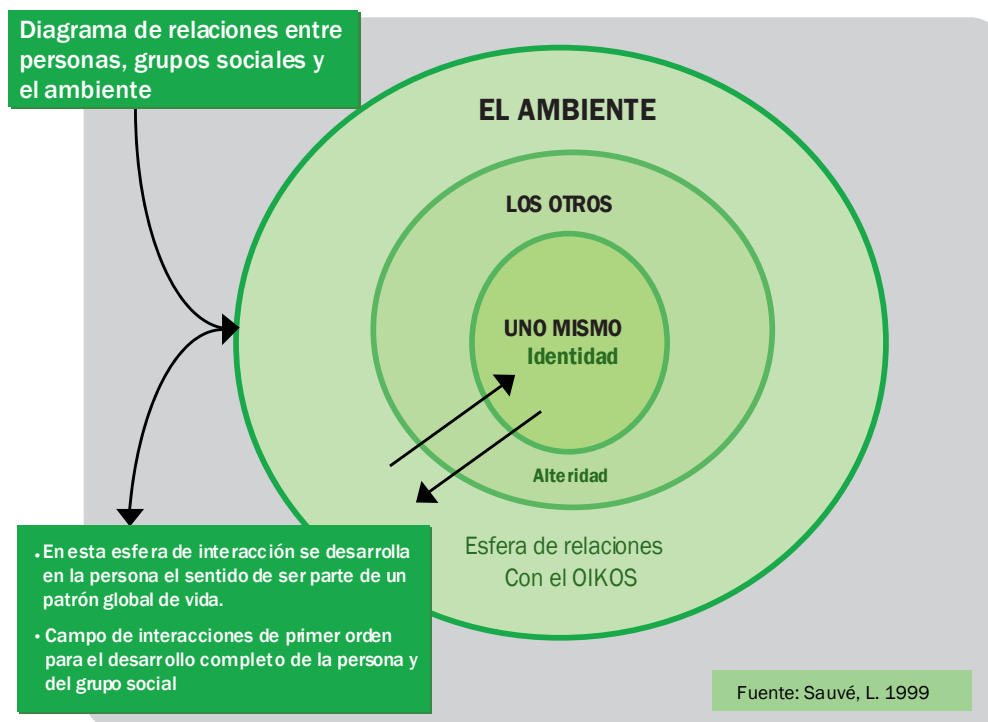 Diagrama de relaciones entre
personas, grupos sociales y
el ambiente
EL AMBIENTE
LOS OTROS
UNO MISMO
Identidad
Alteridad
Esfera de relaciones
Con el OIKOS
• En esta esfera de interacción se desarrolla
en la persona el sentido de ser parte de un
patrón global de vida.
• Campo de interacciones de primer orden
para el desarrollo completo de la persona y
del grupo social
Fuente: Sauvé, L. 1999